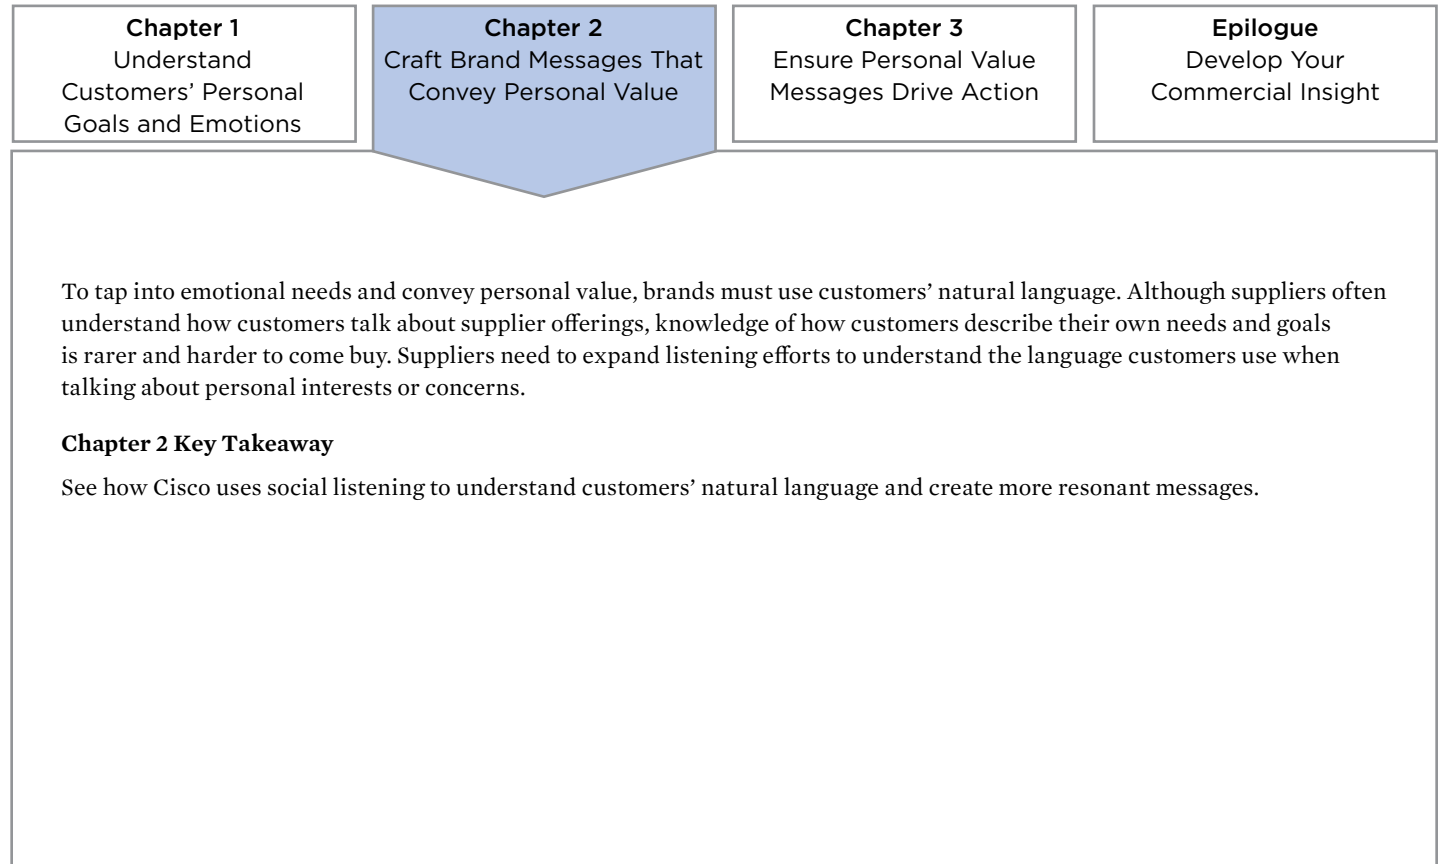 Chapter 1
Understand
Customers’ Personal
Goals and Emotions
Chapter 2
Craft Brand Messages That
Convey Personal Value
Chapter 3
Ensure Personal Value
Messages Drive Action
Epilogue
Develop Your
Commercial Insight
To tap into emotional needs and convey personal value, brands must use customers’ natural language. Although suppliers often
understand how customers talk about supplier offerings, knowledge of how customers describe their own needs and goals
is rarer and harder to come buy. Suppliers need to expand listening efforts to understand the language customers use when
talking about personal interests or concerns.
Chapter 2 Key Takeaway
See how Cisco uses social listening to understand customers’ natural language and create more resonant messages.